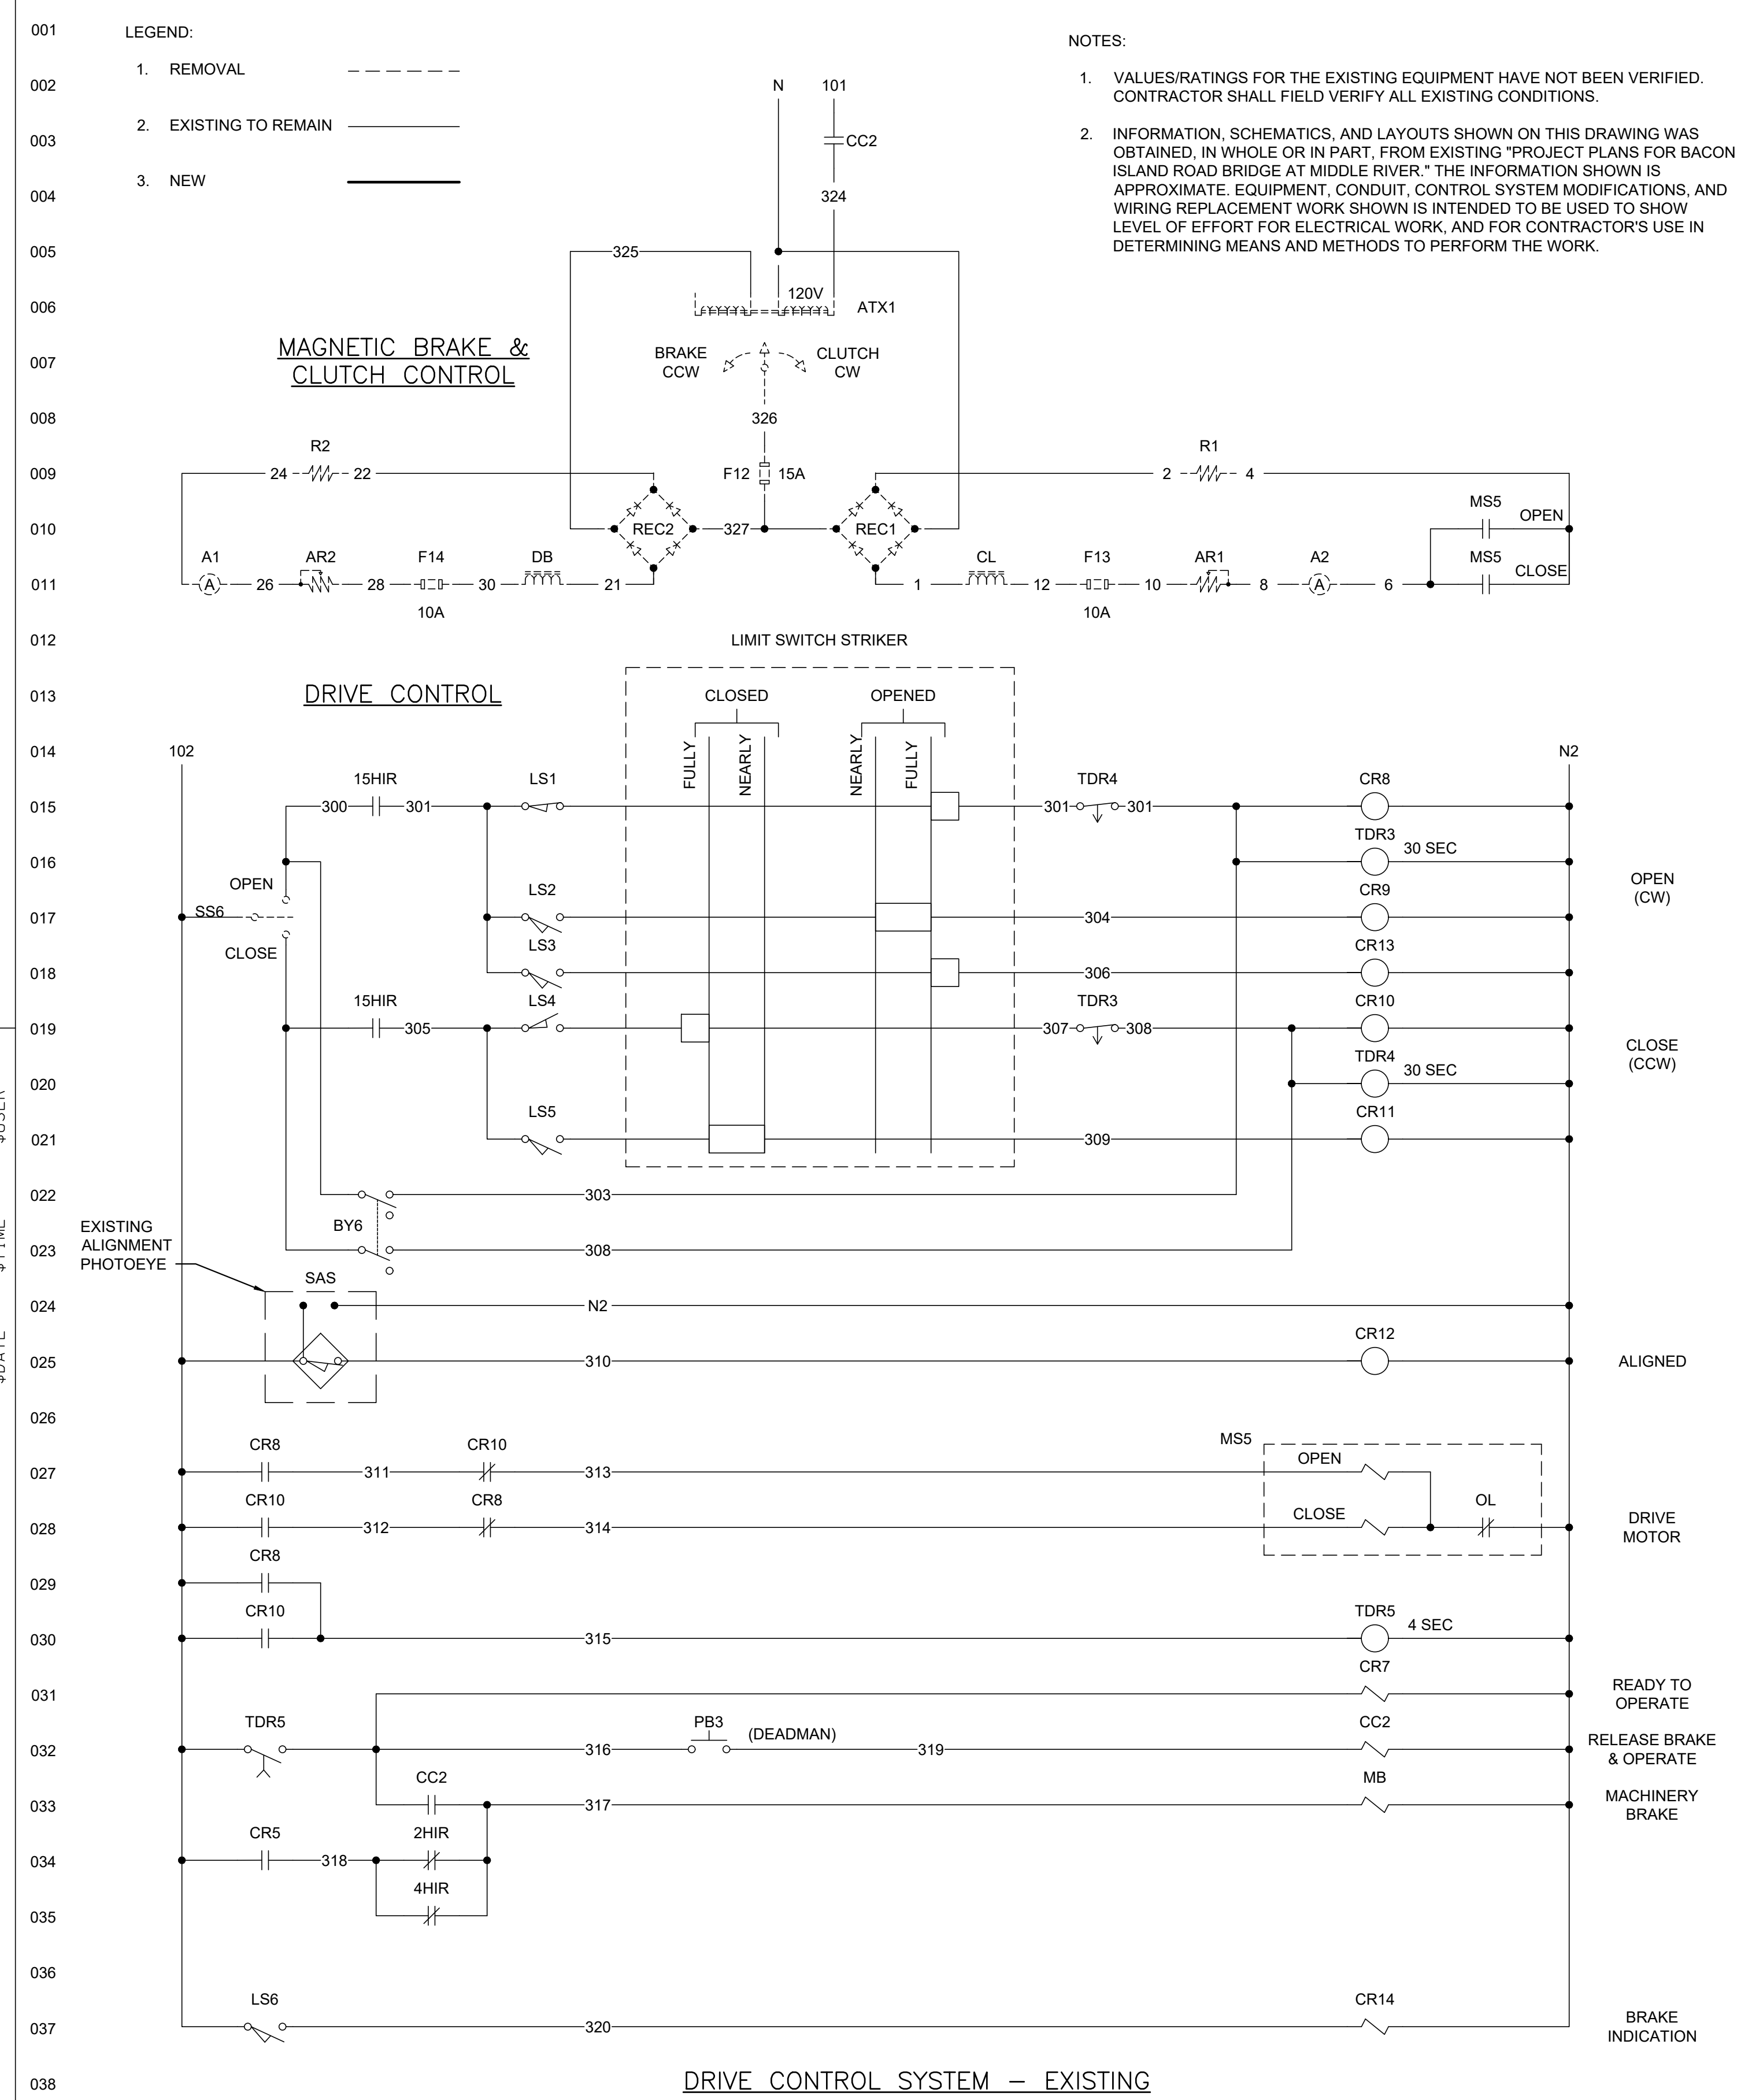 001
LEGEND:
NOTES:
1. REMOVAL
1. VALUES/RATINGS FOR THE EXISTING EQUIPMENT HAVE NOT BEEN VERIFIED.
CONTRACTOR SHALL FIELD VERIFY ALL EXISTING CONDITIONS.
002
N 101
2. EXISTING TO REMAIN
003
CC2
2. INFORMATION, SCHEMATICS, AND LAYOUTS SHOWN ON THIS DRAWING WAS
OBTAINED, IN WHOLE OR IN PART, FROM EXISTING "PROJECT PLANS FOR BACON
ISLAND ROAD BRIDGE AT MIDDLE RIVER." THE INFORMATION SHOWN IS
APPROXIMATE. EQUIPMENT, CONDUIT, CONTROL SYSTEM MODIFICATIONS, AND
WIRING REPLACEMENT WORK SHOWN IS INTENDED TO BE USED TO SHOW
LEVEL OF EFFORT FOR ELECTRICAL WORK, AND FOR CONTRACTOR'S USE IN
DETERMINING MEANS AND METHODS TO PERFORM THE WORK.
3. NEW
004
324
005
325
006
120V
ATX1
MAGNETIC BRAKE &
CLUTCH CONTROL
007
BRAKE
CCW
CLUTCH
CW
008
326
R2
R1
009
24 22
F12 15A
2 4
MS5
OPEN
010
REC2
327
REC1
A1 AR2 F14 DB
CL F13 AR1 A2
MS5
CLOSE
011
A 26 28 30 21
1 12 10 8 A 6
10A
10A
012
LIMIT SWITCH STRIKER
013
DRIVE CONTROL
CLOSED
OPENED
014
102
FULLY
NEARLY
NEARLY
FULLY
N2
15HIR LS1 TDR4 CR8
015
300 301 301 301
TDR3
016
30 SEC
OPEN
LS2
CR9
OPEN
(CW)
017
SS6
304
CLOSE
LS3
CR13
018
306
15HIR LS4 TDR3 CR10
019
305 307 308
CLOSE
(CCW)
TDR4
020
30 SEC
LS5
CR11
021
309
022
303
EXISTING
ALIGNMENT
PHOTOEYE
BY6
023
308
SAS
024
N2
CR12
025
310
ALIGNED
026
CR8 CR10
MS5
OPEN
027
311 313
CR10 CR8
CLOSE
OL
028
312 314
DRIVE
MOTOR
CR8
029
CR10
TDR5
030
315
4 SEC
CR7
031
READY TO
OPERATE
TDR5
PB3
(DEADMAN)
CC2
032
316 319
RELEASE BRAKE
& OPERATE
CC2
MB
033
317
MACHINERY
BRAKE
CR5 2HIR
034
318
4HIR
035
036
LS6
CR14
037
320
BRAKE
INDICATION
038
DRIVE CONTROL SYSTEM – EXISTING